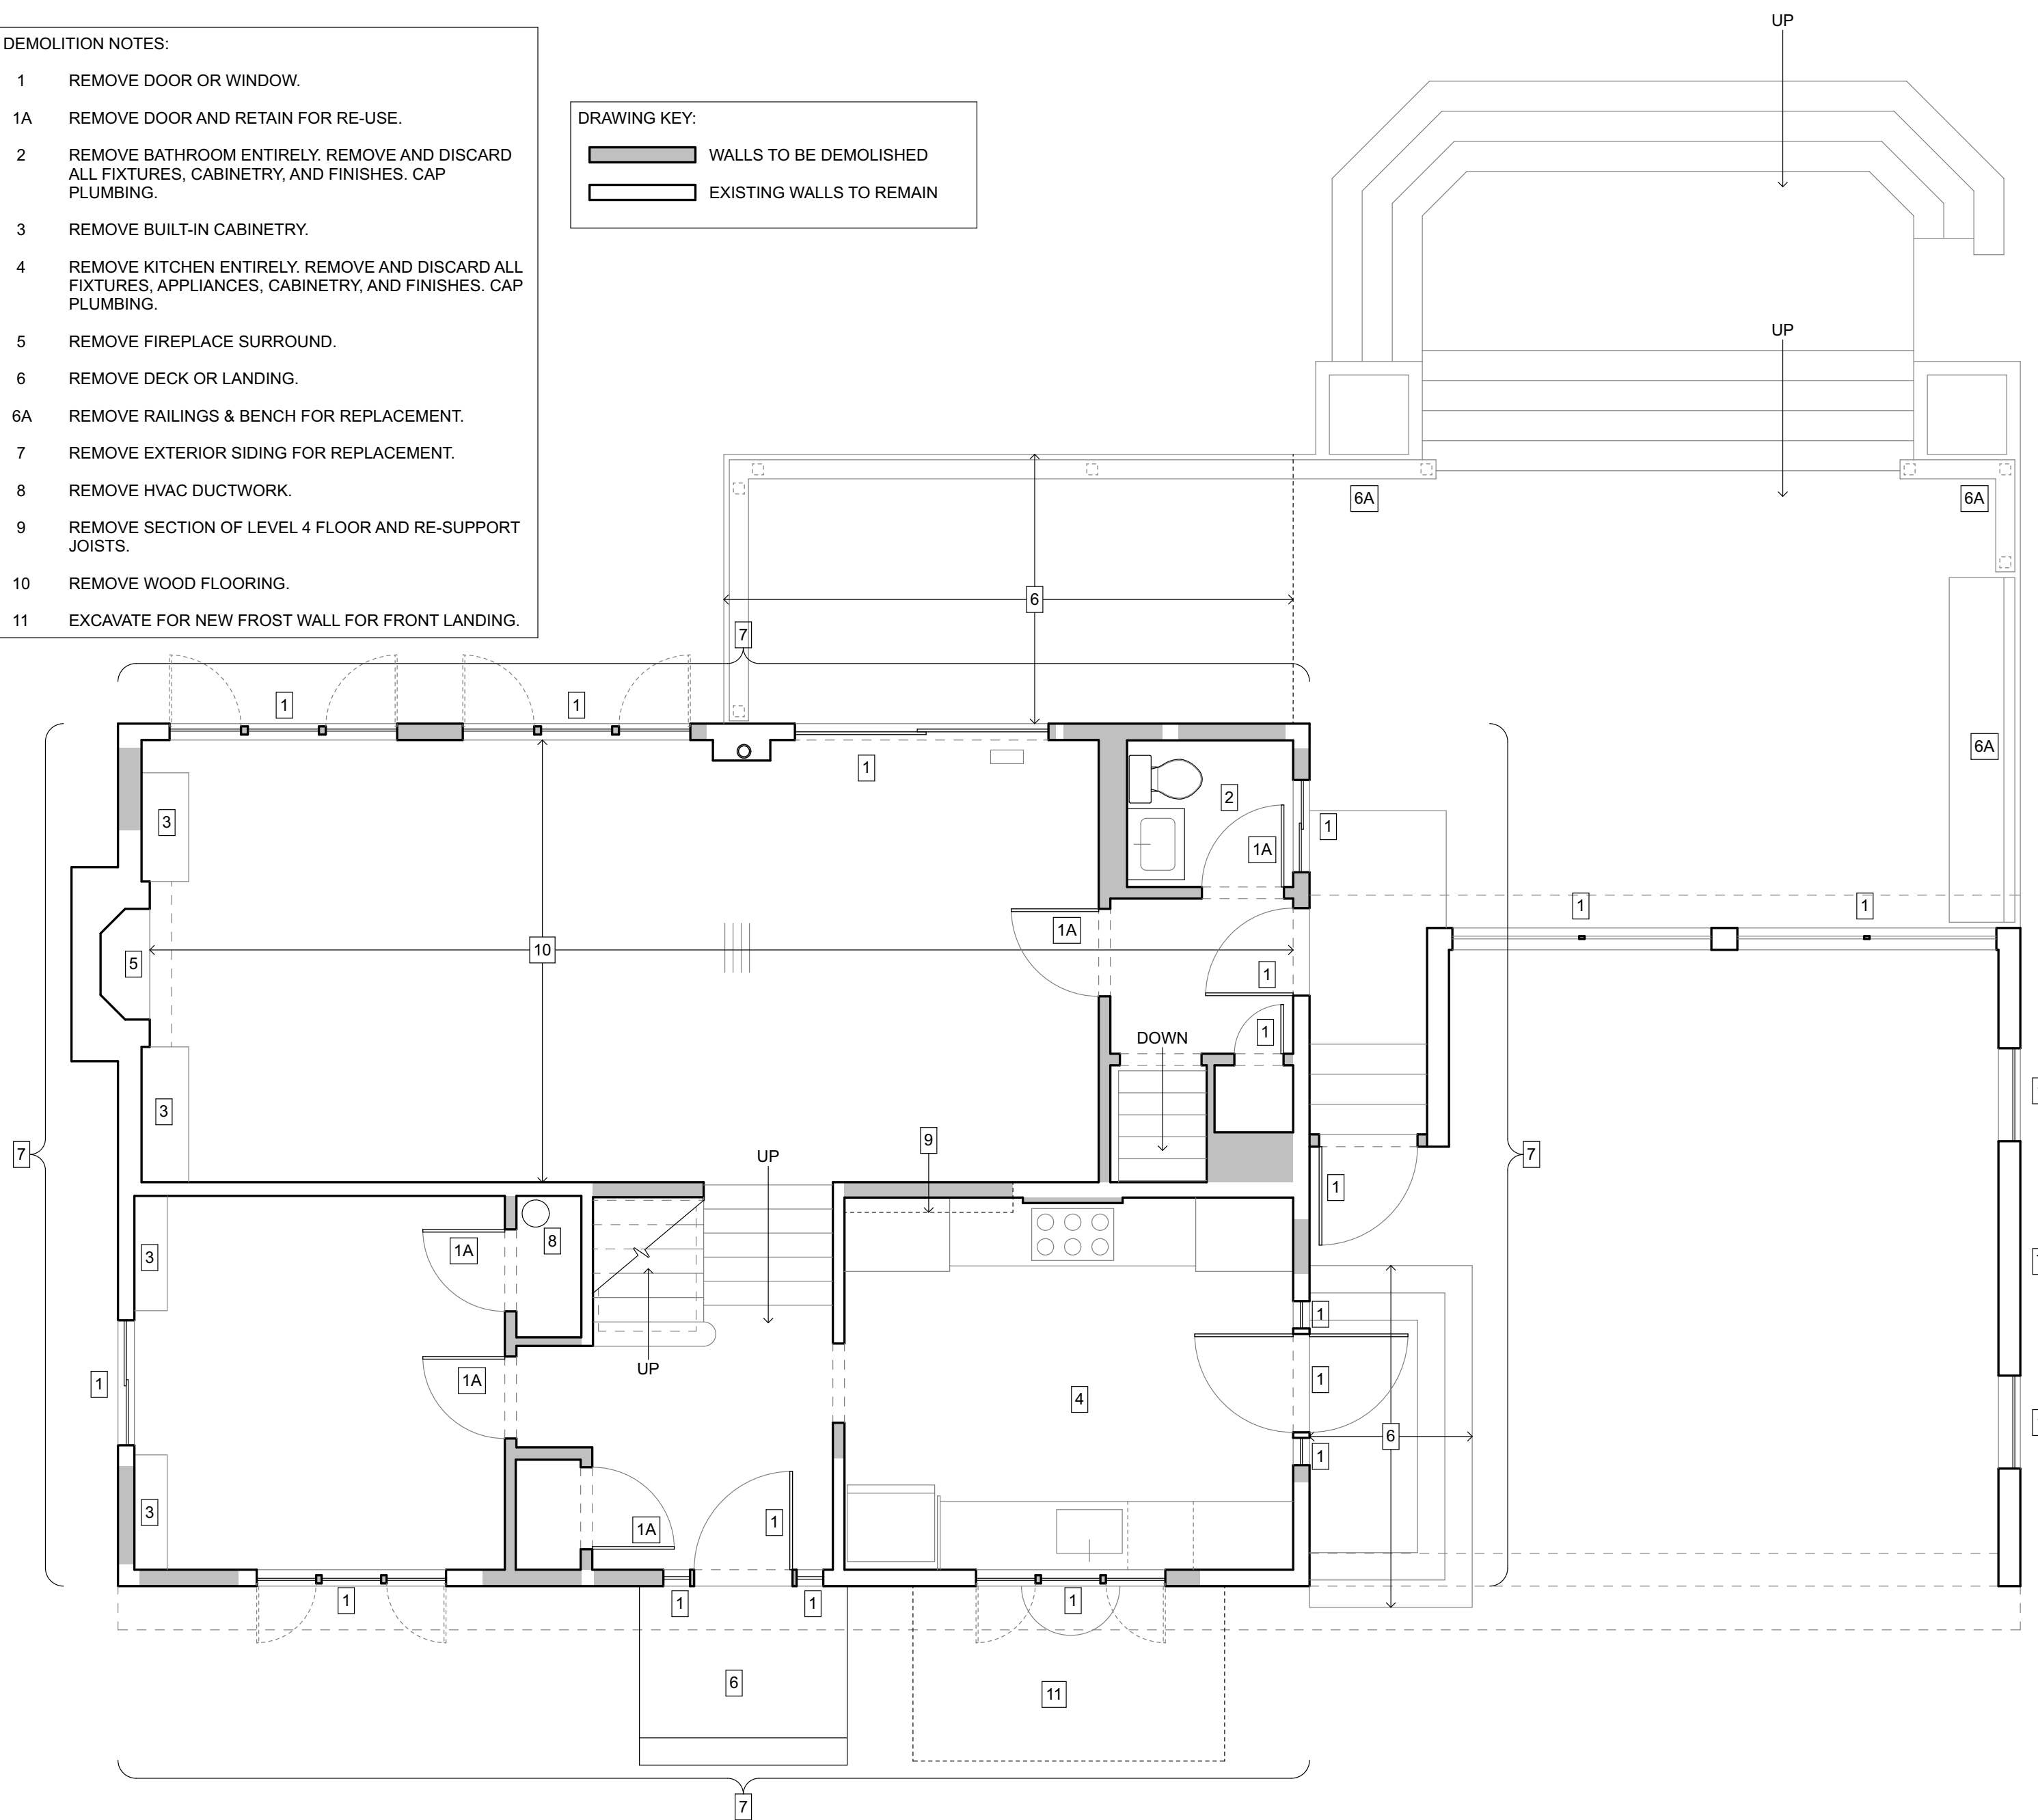 UP
DEMOLITION NOTES:
1 REMOVE DOOR OR WINDOW.
1A REMOVE DOOR AND RETAIN FOR RE-USE.
2 REMOVE BATHROOM ENTIRELY. REMOVE AND DISCARD
ALL FIXTURES, CABINETRY, AND FINISHES. CAP
PLUMBING.
3 REMOVE BUILT-IN CABINETRY.
4 REMOVE KITCHEN ENTIRELY. REMOVE AND DISCARD ALL
FIXTURES, APPLIANCES, CABINETRY, AND FINISHES. CAP
PLUMBING.
5 REMOVE FIREPLACE SURROUND.
6 REMOVE DECK OR LANDING.
6A REMOVE RAILINGS & BENCH FOR REPLACEMENT.
7 REMOVE EXTERIOR SIDING FOR REPLACEMENT.
8 REMOVE HVAC DUCTWORK.
9 REMOVE SECTION OF LEVEL 4 FLOOR AND RE-SUPPORT
JOISTS.
10 REMOVE WOOD FLOORING.
11 EXCAVATE FOR NEW FROST WALL FOR FRONT LANDING.
DRAWING KEY:
WALLS TO BE DEMOLISHED
EXISTING WALLS TO REMAIN
UP
6A
6A
6
7
1
1
6A
1
2
3
1
1A
1
1
1A
10
5
1
1
DOWN
3
9
7
UP
7
1
8
1A
1
UP
1A
1
1
4
6
1
3
3
1
1A
1
1
1
1
6
11
7